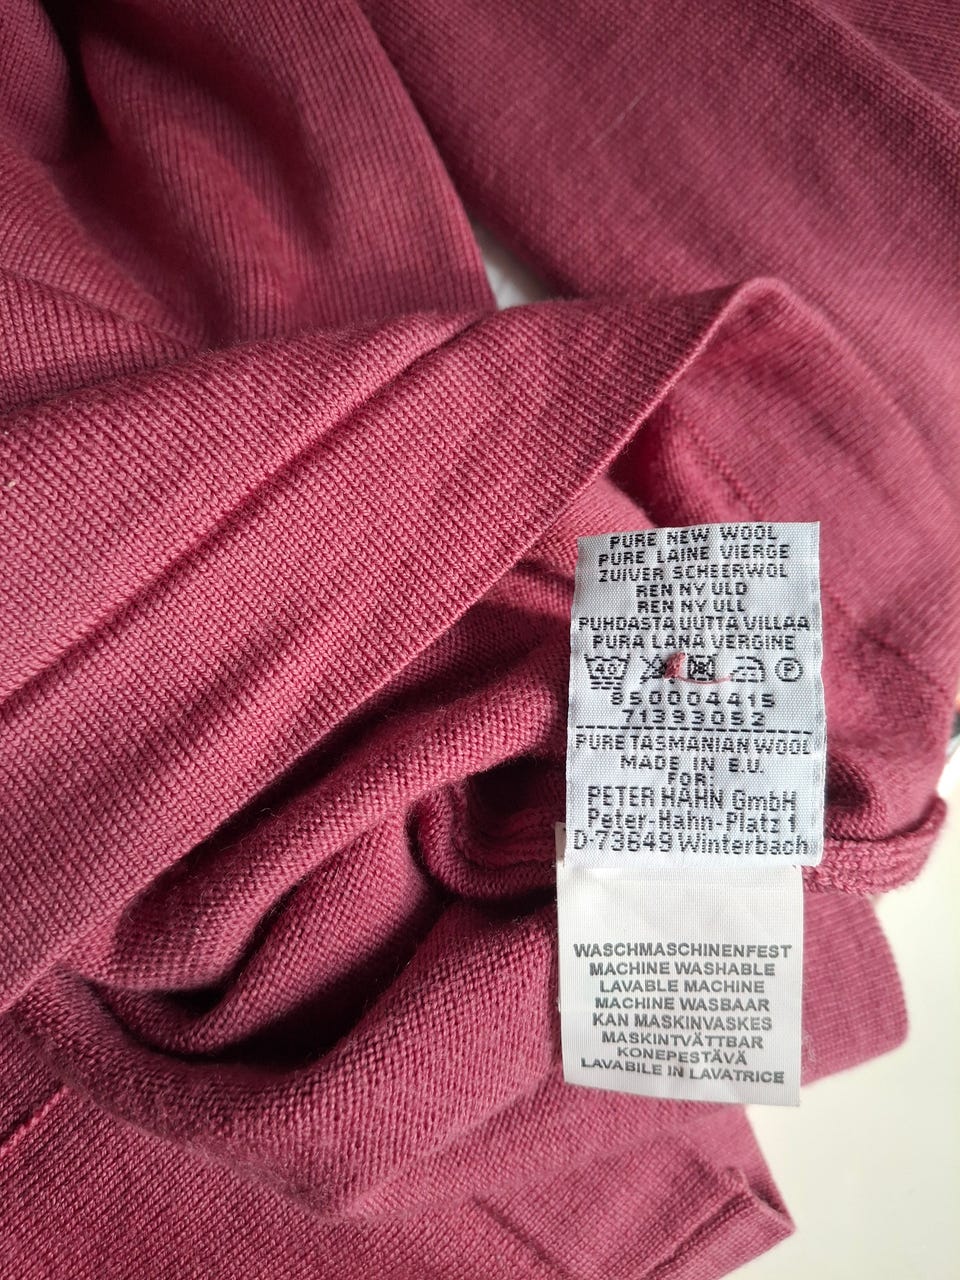 PURE NEW WOOL
PURE LAINE VIERGE
ZUIVER SCHEERWOL
REN NY ULD
REN NY ULL
PUHDASTA UUTTA VILLAA
PURA LANA VERGINE
40 P
850004415
71393052
PURE TASMANIAN WOOL
MADE IN E.U.
FOR:
PETER HAHN GmbH
Peter-Hahn-Platz 1
D-73649 Winterbach
WASCHMASCHINENFEST
MACHINE WASHABLE
LAVABLE MACHINE
MACHINE WASBAAR
KAN MASKINVASKES
MASKINTVÄTTBAR
KONEPESTÄVÄ
LAVABILE IN LAVATRICE